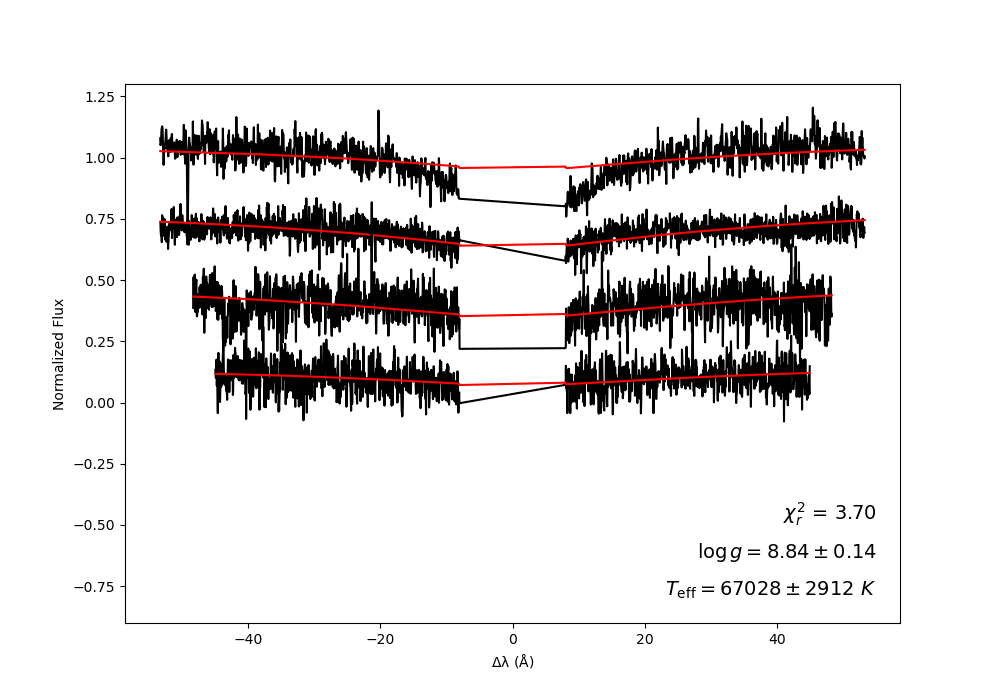 1.25
1.00
0.75
0.50
0.25
0.00
−0.25
−0.50
−0.75
Normalized Flux
χ²ᵣ = 3.70
log g = 8.84 ± 0.14
T_eff = 67028 ± 2912 K
−40 −20 0 20 40
Δλ (Å)